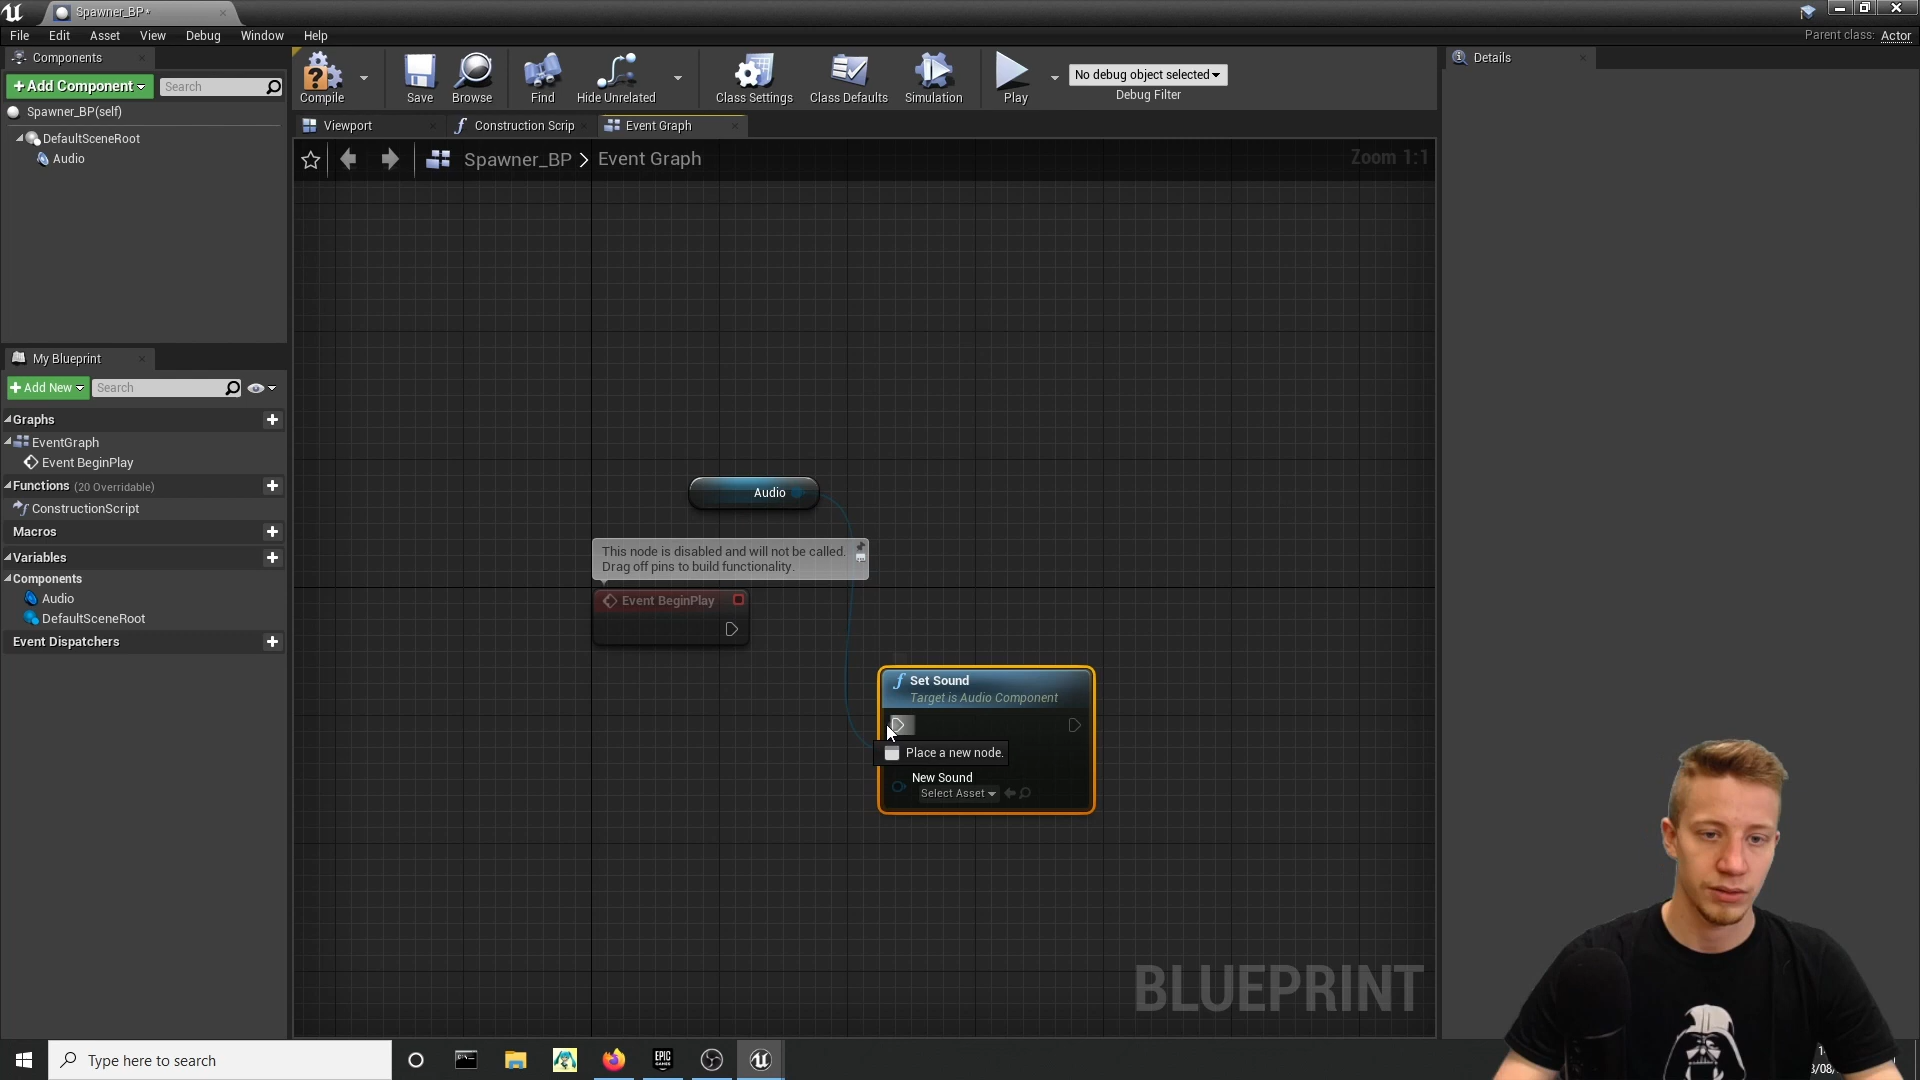 Spawner_BP*
File Edit Asset View Debug Window Help
Parent class: Actor
Components
+Add Component
Search
Spawner_BP(self)
DefaultSceneRoot
Audio
Compile
Save
Browse
Find
Hide Unrelated
Class Settings
Class Defaults
Simulation
Play
No debug object selected
Debug Filter
Details
Viewport
Construction Scrip
Event Graph
Spawner_BP > Event Graph
Zoom 1:1
My Blueprint
+Add New
Search
Graphs
EventGraph
Event BeginPlay
Functions (20 Overridable)
ConstructionScript
Macros
Variables
Components
Audio
DefaultSceneRoot
Event Dispatchers
Audio
This node is disabled and will not be called.
Drag off pins to build functionality.
Event BeginPlay
f Set Sound
Target is Audio Component
Place a new node.
New Sound
Select Asset
BLUEPRINT
Type here to search
EPIC
GAMES